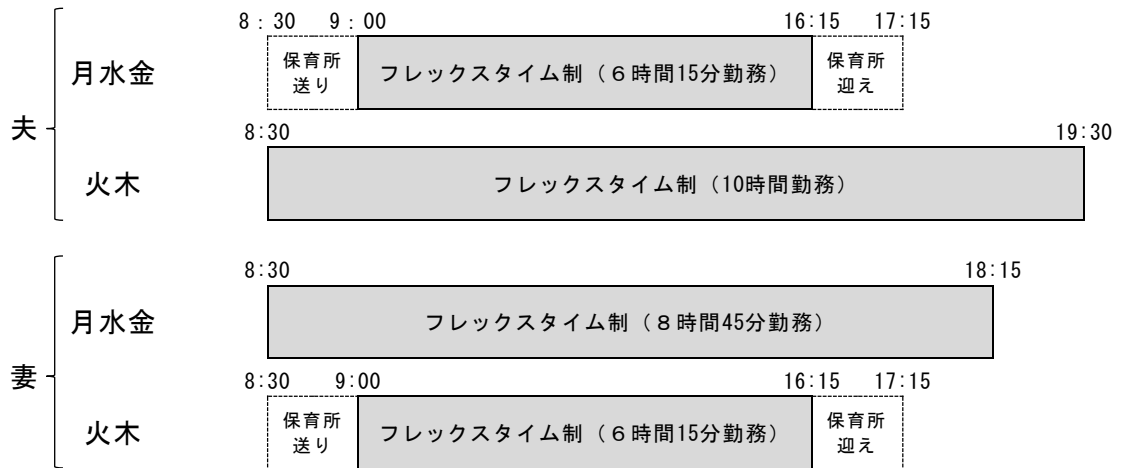 8：30 9：00 16:15 17:15
夫
月水金
保育所
送り
フレックスタイム制（６時間15分勤務）
保育所
迎え
8:30 19:30
火木
フレックスタイム制（10時間勤務）
妻
8:30 18:15
月水金
フレックスタイム制（８時間45分勤務）
8:30 9:00 16:15 17:15
火木
保育所
送り
フレックスタイム制（６時間15分勤務）
保育所
迎え